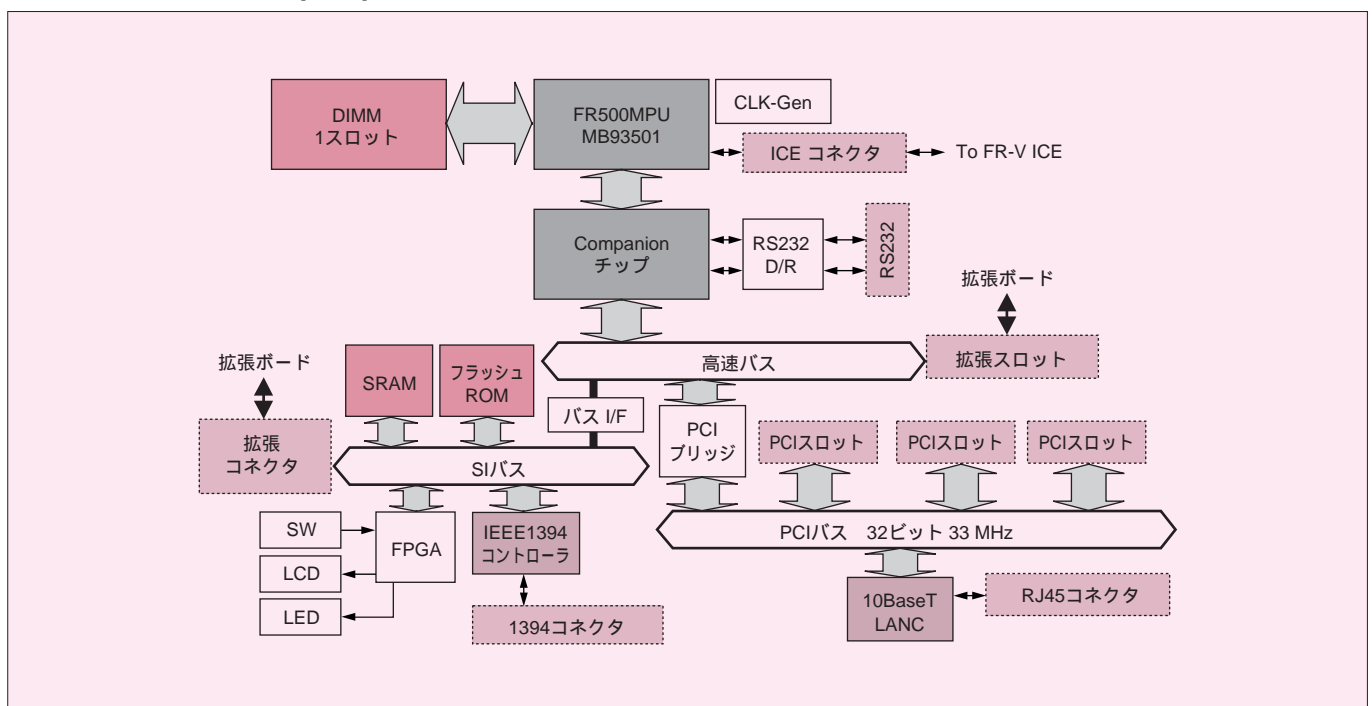 DIMM
1スロット
FR500MPU
MB93501
CLK-Gen
ICE コネクタ
To FR-V ICE
Companion
チップ
RS232
D/R
RS232
拡張ボード
高速バス
拡張スロット
拡張ボード
SRAM
フラッシュ
ROM
バス I/F
PCI
ブリッジ
PCIスロット
PCIスロット
PCIスロット
拡張
コネクタ
SIバス
SW
LCD
LED
FPGA
IEEE1394
コントローラ
PCIバス 32ビット 33 MHz
1394コネクタ
10BaseT
LANC
RJ45コネクタ